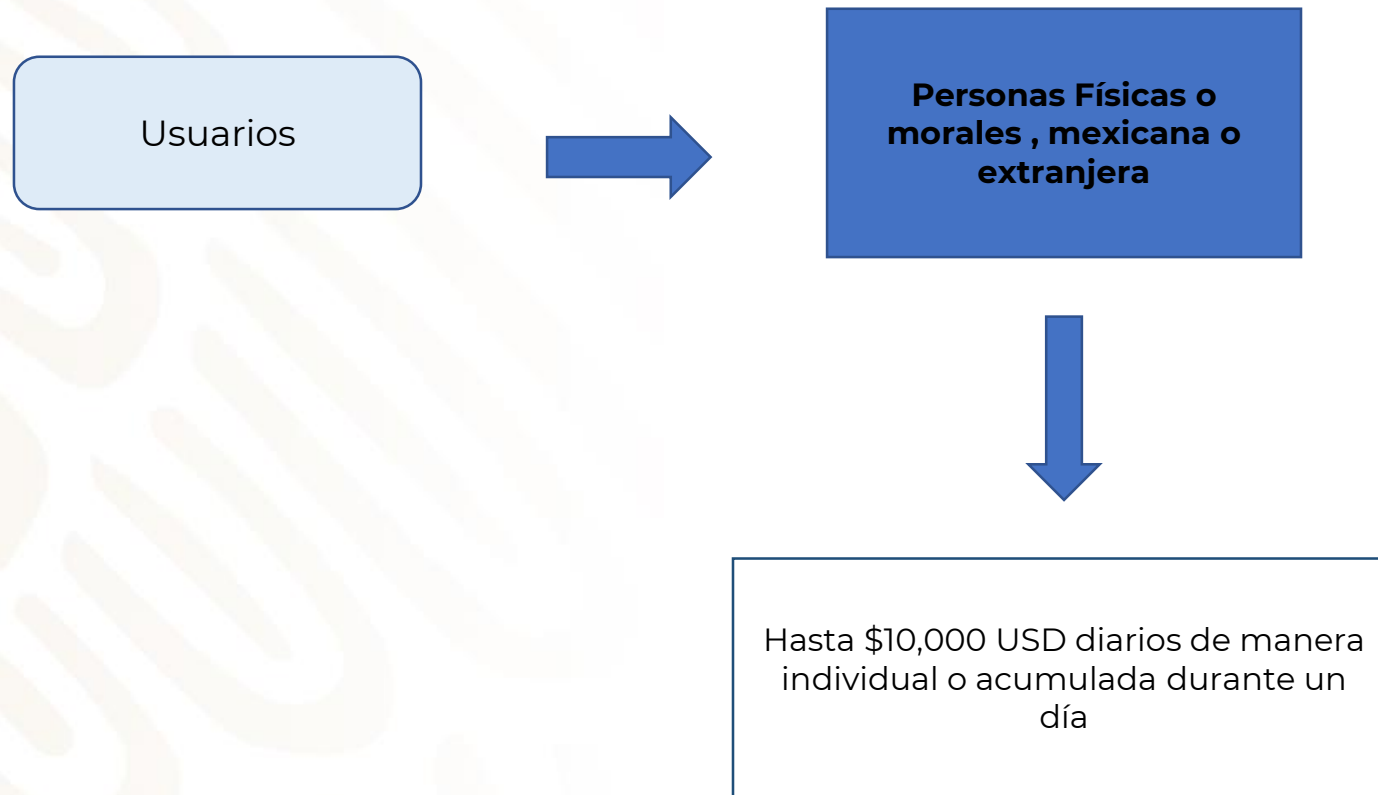 Usuarios
Personas Físicas o
morales , mexicana o
extranjera
Hasta $10,000 USD diarios de manera
individual o acumulada durante un
día